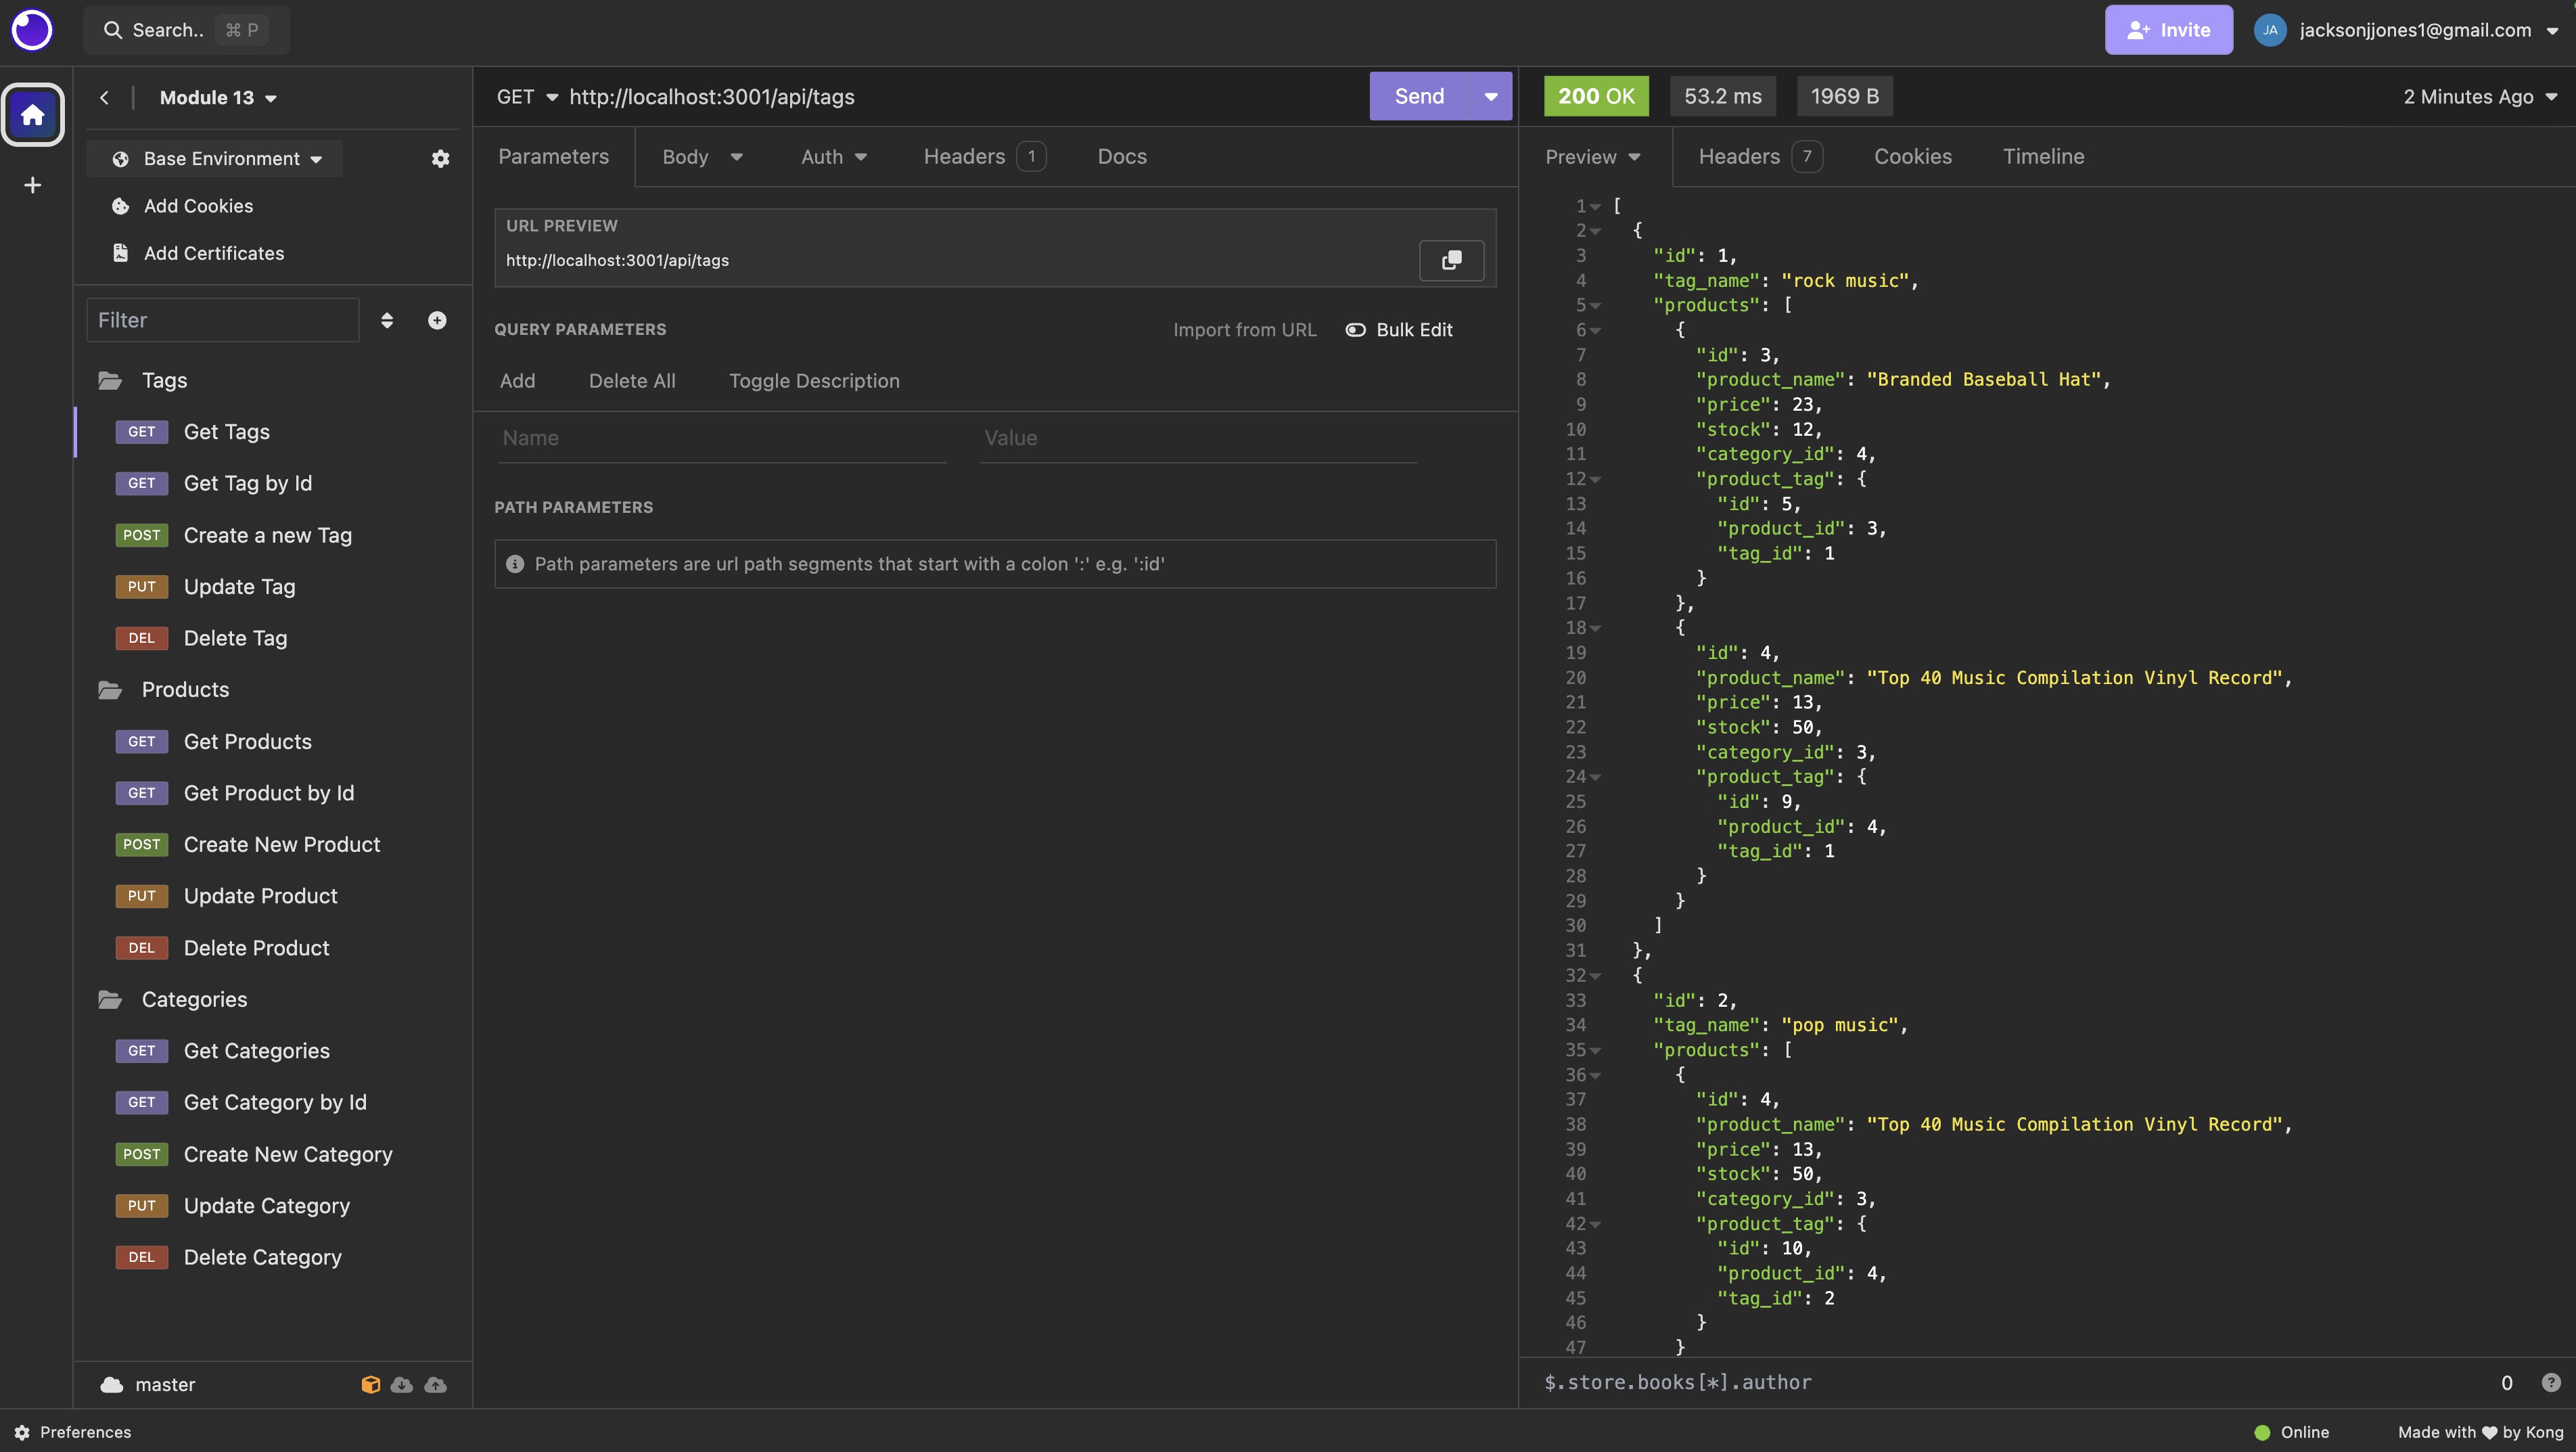 Search.. ⌘ P
Invite
JA jacksonjjones1@gmail.com
Module 13
Base Environment
Add Cookies
Add Certificates
Filter
Tags
GET Get Tags
GET Get Tag by Id
POST Create a new Tag
PUT Update Tag
DEL Delete Tag
Products
GET Get Products
GET Get Product by Id
POST Create New Product
PUT Update Product
DEL Delete Product
Categories
GET Get Categories
GET Get Category by Id
POST Create New Category
PUT Update Category
DEL Delete Category
master
GET http://localhost:3001/api/tags Send
Parameters Body Auth Headers 1 Docs
URL PREVIEW
http://localhost:3001/api/tags
QUERY PARAMETERS Import from URL Bulk Edit
Add Delete All Toggle Description
Name Value
PATH PARAMETERS
Path parameters are url path segments that start with a colon ':' e.g. ':id'
200 OK 53.2 ms 1969 B 2 Minutes Ago
Preview Headers 7 Cookies Timeline
1 [
2 {
3 "id": 1,
4 "tag_name": "rock music",
5 "products": [
6 {
7 "id": 3,
8 "product_name": "Branded Baseball Hat",
9 "price": 23,
10 "stock": 12,
11 "category_id": 4,
12 "product_tag": {
13 "id": 5,
14 "product_id": 3,
15 "tag_id": 1
16 }
17 },
18 {
19 "id": 4,
20 "product_name": "Top 40 Music Compilation Vinyl Record",
21 "price": 13,
22 "stock": 50,
23 "category_id": 3,
24 "product_tag": {
25 "id": 9,
26 "product_id": 4,
27 "tag_id": 1
28 }
29 }
30 ]
31 },
32 {
33 "id": 2,
34 "tag_name": "pop music",
35 "products": [
36 {
37 "id": 4,
38 "product_name": "Top 40 Music Compilation Vinyl Record",
39 "price": 13,
40 "stock": 50,
41 "category_id": 3,
42 "product_tag": {
43 "id": 10,
44 "product_id": 4,
45 "tag_id": 2
46 }
47 }
$.store.books[*].author 0
Preferences
Online Made with ♥ by Kong